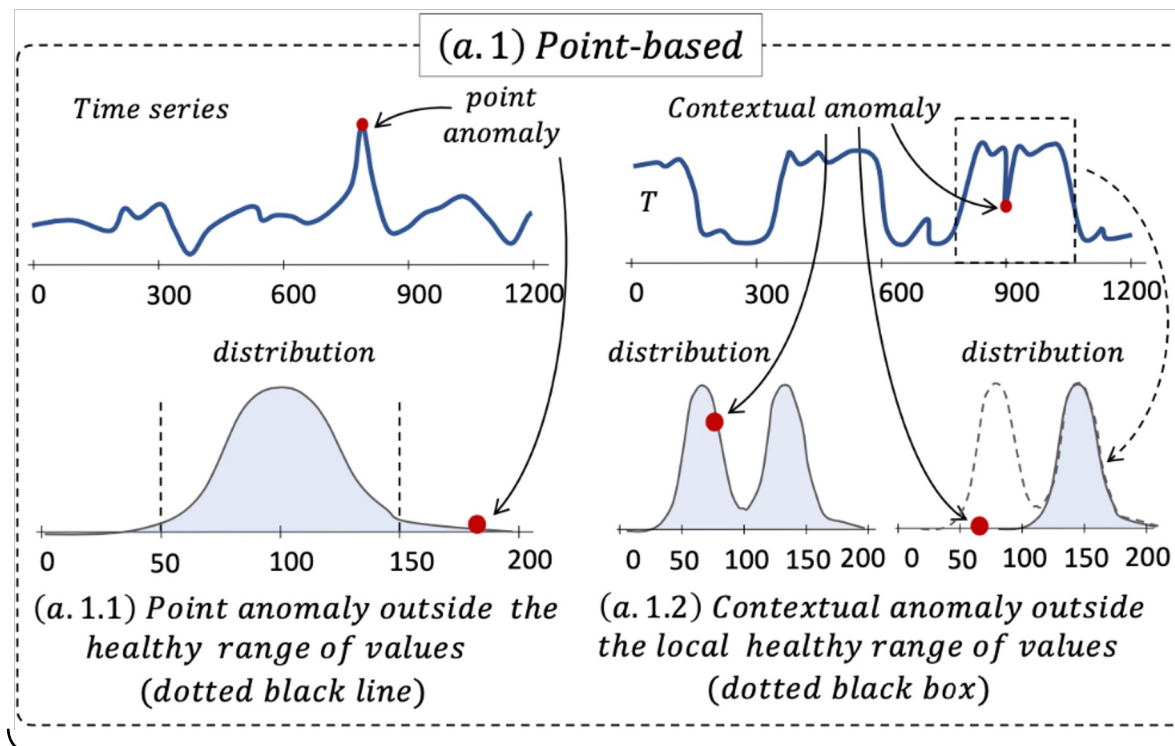 (a.1) Point-based
Time series
point
anomaly
0 300 600 900 1200
distribution
0 50 100 150 200
(a.1.1) Point anomaly outside the
healthy range of values
(dotted black line)
Contextual anomaly
T
0 300 600 900 1200
distribution
distribution
0 50 100 150 200
0 50 100 150 200
(a.1.2) Contextual anomaly outside
the local healthy range of values
(dotted black box)